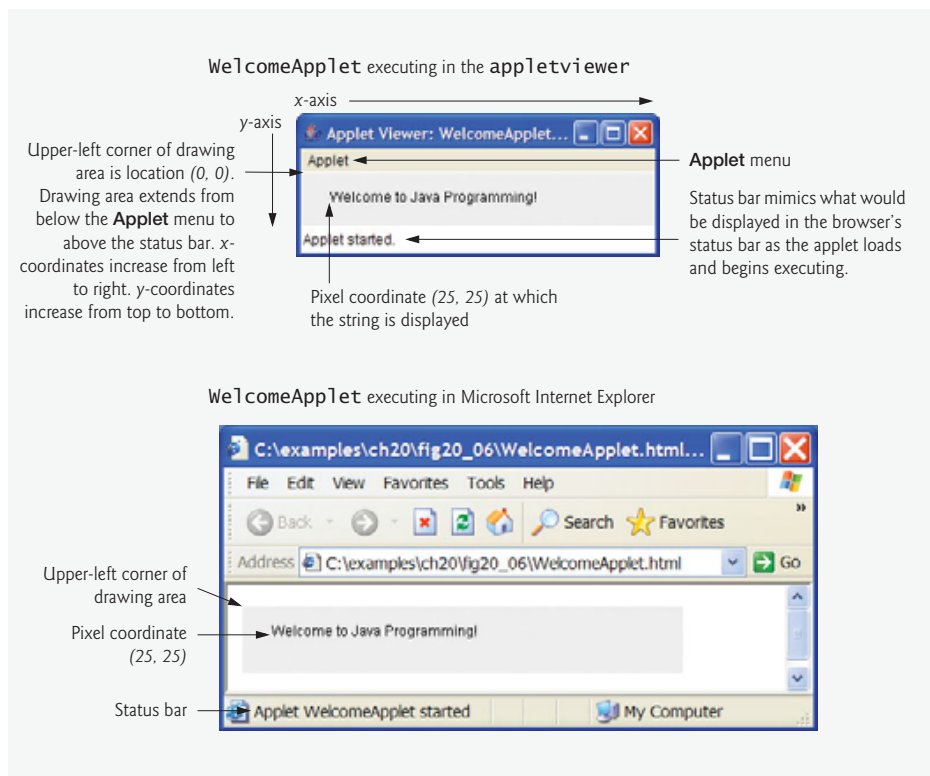 WelcomeApplet executing in the appletviewer
x-axis
y-axis
Upper-left corner of drawing
area is location (0, 0).
Drawing area extends from
below the Applet menu to
above the status bar. x-
coordinates increase from left
to right. y-coordinates
increase from top to bottom.
Applet Viewer: WelcomeApplet...
Applet
Welcome to Java Programming!
Applet started.
Applet menu
Status bar mimics what would
be displayed in the browser's
status bar as the applet loads
and begins executing.
Pixel coordinate (25, 25) at which
the string is displayed
WelcomeApplet executing in Microsoft Internet Explorer
C:\examples\ch20\fig20_06\WelcomeApplet.html...
File Edit View Favorites Tools Help
Back Search Favorites »
Address C:\examples\ch20\fig20_06\WelcomeApplet.html Go
Upper-left corner of
drawing area
Pixel coordinate
(25, 25)
Welcome to Java Programming!
Status bar
Applet WelcomeApplet started My Computer